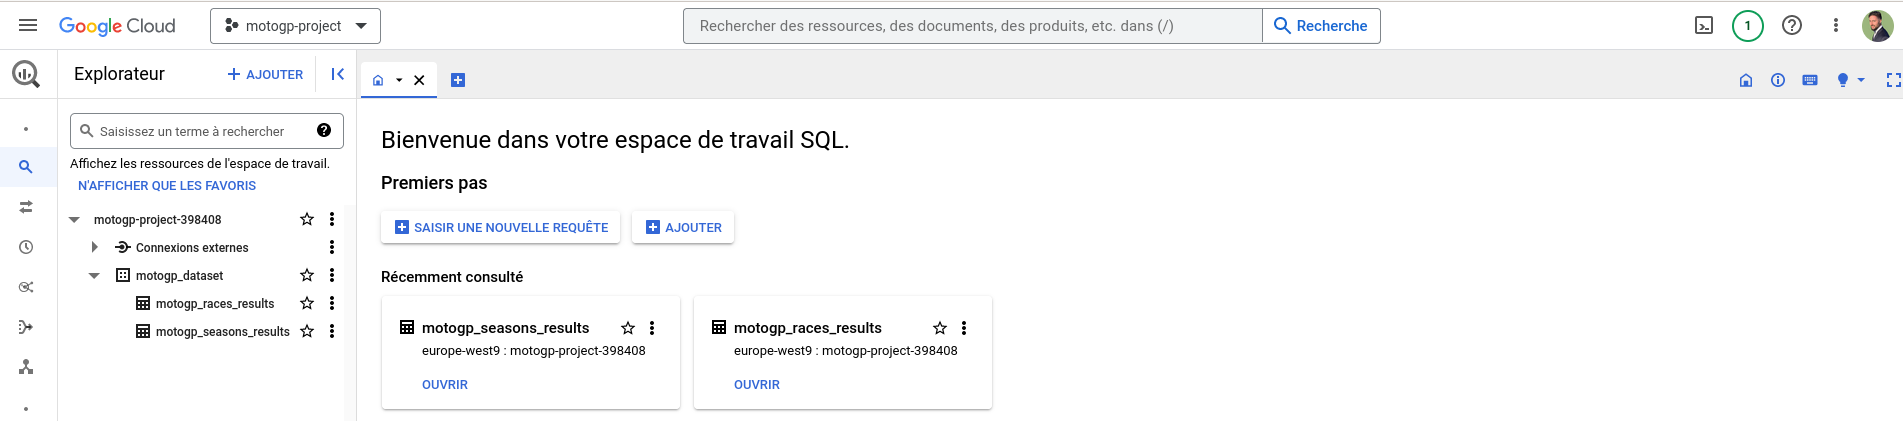 Google Cloud
motogp-project
Rechercher des ressources, des documents, des produits, etc. dans (/)
Recherche
1
Explorateur
AJOUTER
Saisissez un terme à rechercher
Affichez les ressources de l'espace de travail.
N'AFFICHER QUE LES FAVORIS
motogp-project-398408
Connexions externes
motogp_dataset
motogp_races_results
motogp_seasons_results
Bienvenue dans votre espace de travail SQL.
Premiers pas
SAISIR UNE NOUVELLE REQUÊTE
AJOUTER
Récemment consulté
motogp_seasons_results
europe-west9 : motogp-project-398408
OUVRIR
motogp_races_results
europe-west9 : motogp-project-398408
OUVRIR